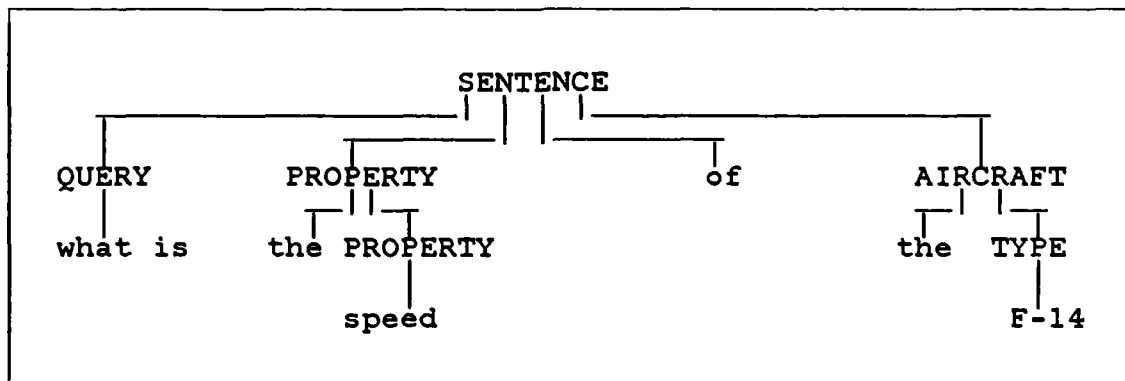 SENTENCE
QUERY PROPERTY of AIRCRAFT
what is the PROPERTY the TYPE
speed F-14